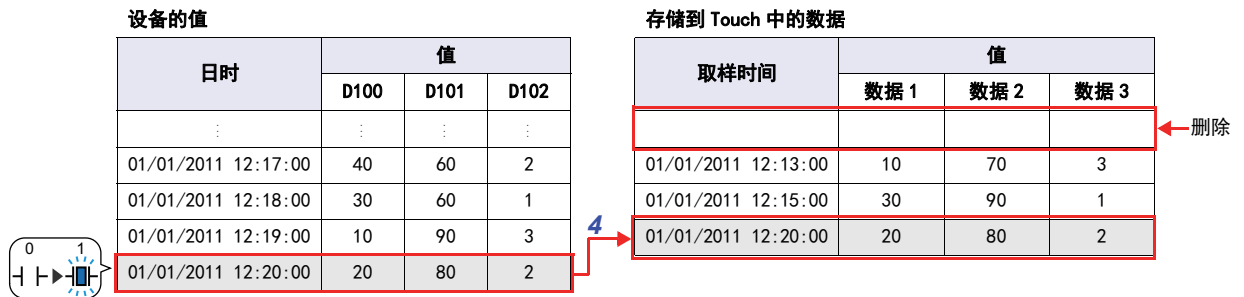 设备的值
日时 值
D100 D101 D102
⋮ ⋮ ⋮ ⋮
01/01/2011 12:17:00 40 60 2
01/01/2011 12:18:00 30 60 1
01/01/2011 12:19:00 10 90 3
01/01/2011 12:20:00 20 80 2
0 1
4
存储到 Touch 中的数据
取样时间 值
数据 1 数据 2 数据 3
删除
01/01/2011 12:13:00 10 70 3
01/01/2011 12:15:00 30 90 1
01/01/2011 12:20:00 20 80 2